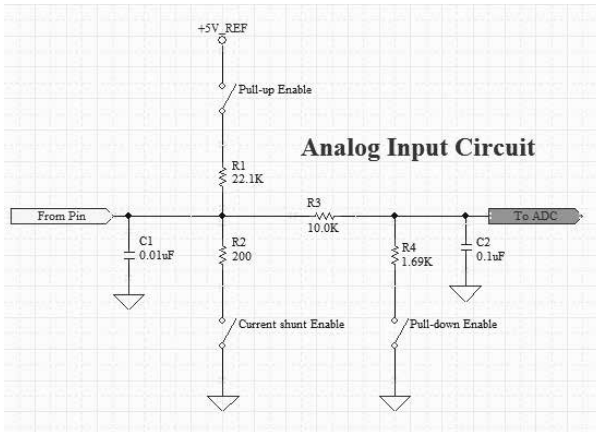 +5V_REF
Pull-up Enable
Analog Input Circuit
R1
22.1K
R3
From Pin
To ADC
10.0K
C1
0.01uF
R2
200
R4
1.69K
C2
0.1uF
Current shunt Enable
Pull-down Enable